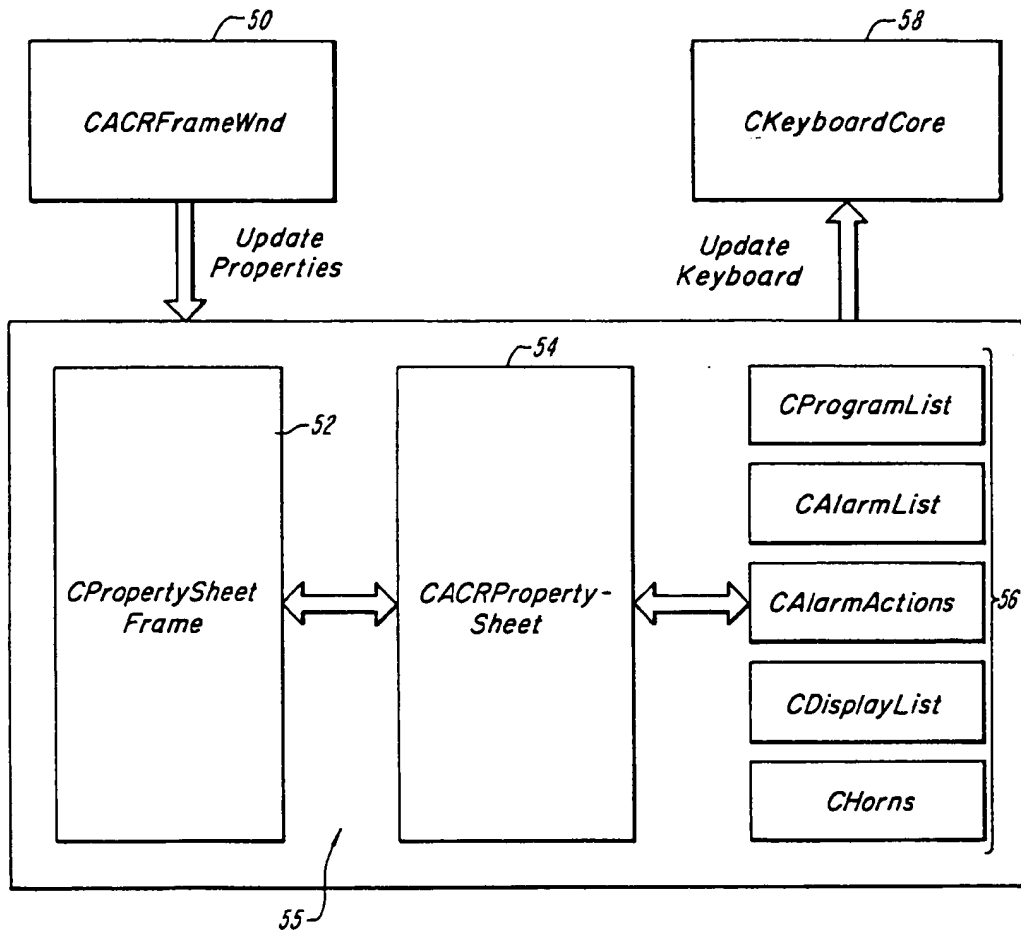 50
58
CACRFrameWnd
CKeyboardCore
Update
Properties
Update
Keyboard
54
52
CPropertySheet
Frame
CACRProperty-
Sheet
CProgramList
CAlarmList
CAlarmActions
CDisplayList
CHorns
56
55